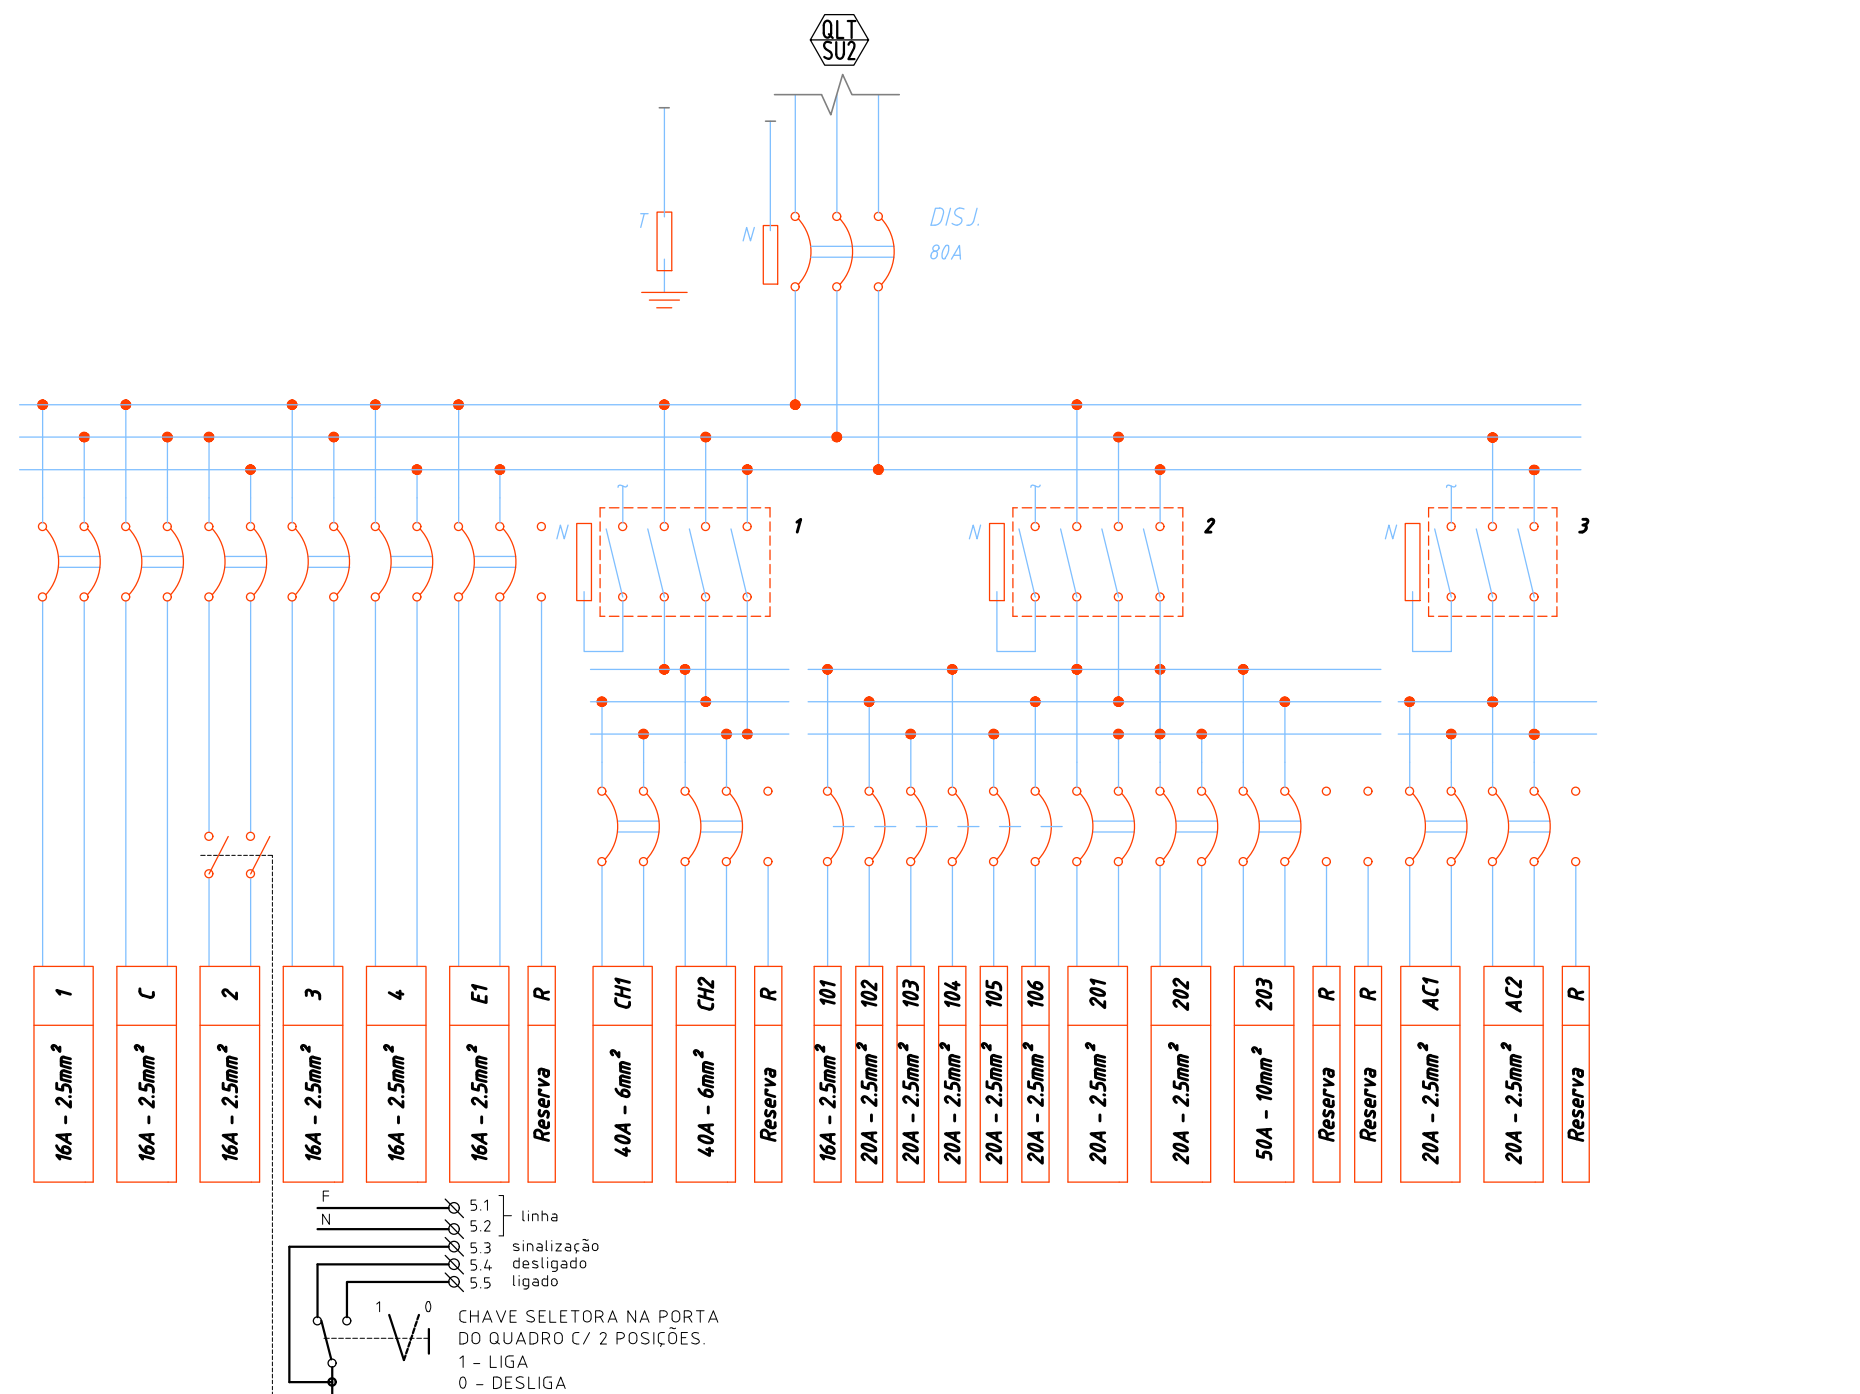 QLT
SU2
T
N
DISJ.
80A
N
1
N
2
N
3
1
C
2
3
4
E1
R
CH1
CH2
R
101
102
103
104
105
106
201
202
203
R
R
AC1
AC2
R
16A - 2.5mm²
16A - 2.5mm²
16A - 2.5mm²
16A - 2.5mm²
16A - 2.5mm²
16A - 2.5mm²
Reserva
40A - 6mm²
40A - 6mm²
Reserva
16A - 2.5mm²
20A - 2.5mm²
20A - 2.5mm²
20A - 2.5mm²
20A - 2.5mm²
20A - 2.5mm²
20A - 2.5mm²
20A - 2.5mm²
50A - 10mm²
Reserva
Reserva
20A - 2.5mm²
20A - 2.5mm²
Reserva
F
5.1
N
5.2
linha
5.3 sinalização
5.4 desligado
5.5 ligado
1 0
CHAVE SELETORA NA PORTA
DO QUADRO C/ 2 POSIÇÕES.
1 - LIGA
0 - DESLIGA